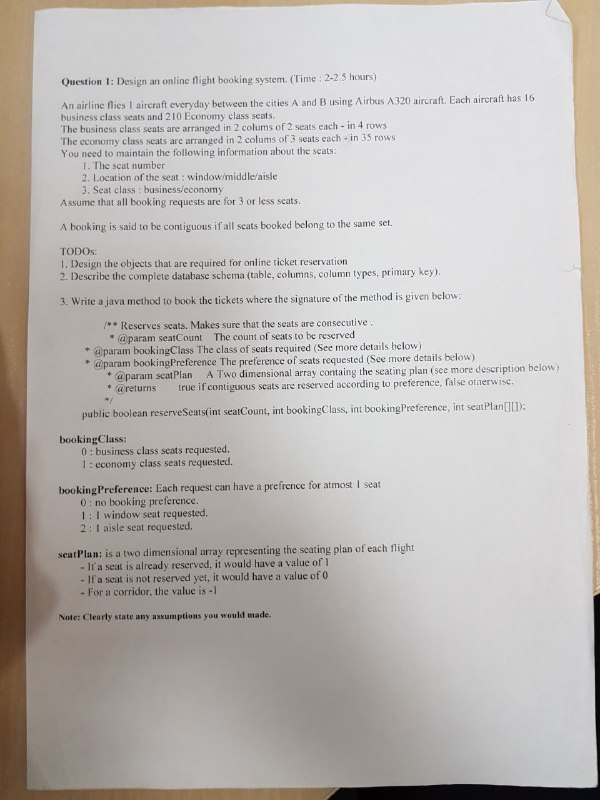 Question 1: Design an online flight booking system. (Time : 2-2.5 hours)
An airline flies 1 aircraft everyday between the cities A and B using Airbus A320 aircraft. Each aircraft has 16
business class seats and 210 Economy class seats.
The business class seats are arranged in 2 colums of 2 seats each - in 4 rows
The economy class seats are arranged in 2 colums of 3 seats each - in 35 rows
You need to maintain the following information about the seats:
1. The seat number
2. Location of the seat : window/middle/aisle
3. Seat class : business/economy
Assume that all booking requests are for 3 or less seats.
A booking is said to be contiguous if all seats booked belong to the same set.
TODOs:
1. Design the objects that are required for online ticket reservation
2. Describe the complete database schema (table, columns, column types, primary key).
3. Write a java method to book the tickets where the signature of the method is given below:
/** Reserves seats. Makes sure that the seats are consecutive .
* @param seatCount The count of seats to be reserved
* @param bookingClass The class of seats required (See more details below)
* @param bookingPreference The preference of seats requested (See more details below)
* @param seatPlan A Two dimensional array containg the seating plan (see more description below)
* @returns true if contiguous seats are reserved according to preference, false otherwise.
*/
public boolean reserveSeats(int seatCount, int bookingClass, int bookingPreference, int seatPlan[][]);
bookingClass:
0 : business class seats requested.
1 : economy class seats requested.
bookingPreference: Each request can have a prefrence for atmost 1 seat
0 : no booking preference.
1 : 1 window seat requested.
2 : 1 aisle seat requested.
seatPlan: is a two dimensional array representing the seating plan of each flight
- If a seat is already reserved, it would have a value of 1
- If a seat is not reserved yet, it would have a value of 0
- For a corridor, the value is -1
Note: Clearly state any assumptions you would made.